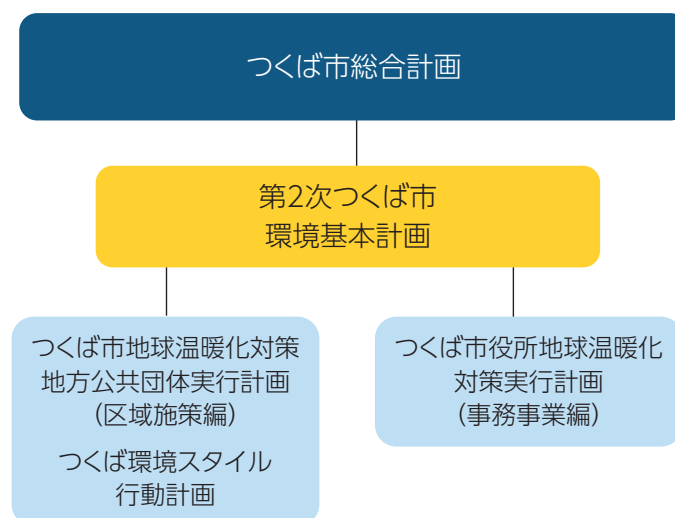 つくば市総合計画
第2次つくば市
環境基本計画
つくば市地球温暖化対策
地方公共団体実行計画
(区域施策編)
つくば環境スタイル
行動計画
つくば市役所地球温暖化
対策実行計画
(事務事業編)